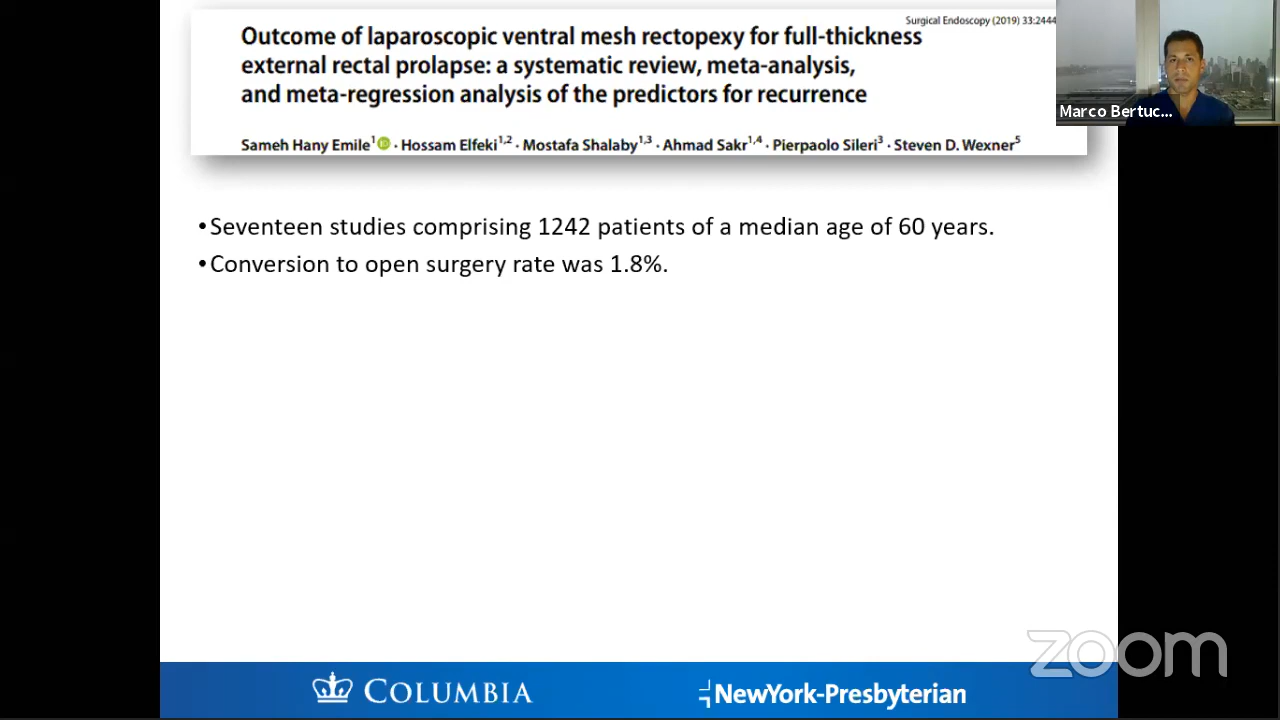 Surgical Endoscopy (2019) 33:2444
Outcome of laparoscopic ventral mesh rectopexy for full-thickness
external rectal prolapse: a systematic review, meta-analysis,
and meta-regression analysis of the predictors for recurrence
Sameh Hany Emile1 · Hossam Elfeki1,2 · Mostafa Shalaby1,3 · Ahmad Sakr1,4 · Pierpaolo Sileri3 · Steven D. Wexner5
Marco Bertuc...
•Seventeen studies comprising 1242 patients of a median age of 60 years.
•Conversion to open surgery rate was 1.8%.
zoom
COLUMBIA
NewYork-Presbyterian